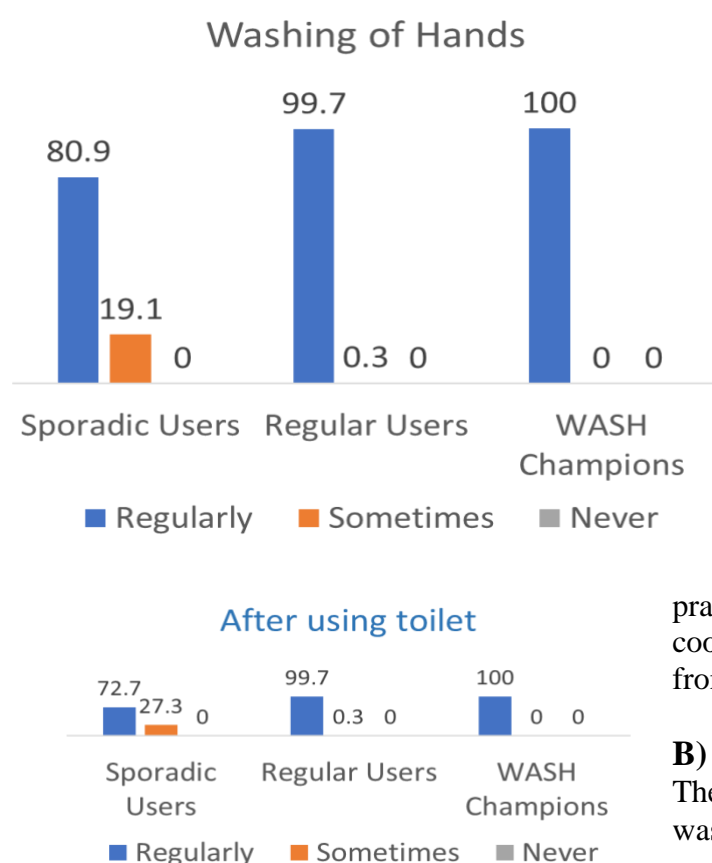 Washing of Hands
80.9
19.1
0
99.7
0.3
0
100
0
0
Sporadic Users
Regular Users
WASH
Champions
Regularly
Sometimes
Never
After using toilet
72.7
27.3
0
99.7
0.3
0
100
0
0
Sporadic
Users
Regular Users
WASH
Champions
Regularly
Sometimes
Never
B)
The